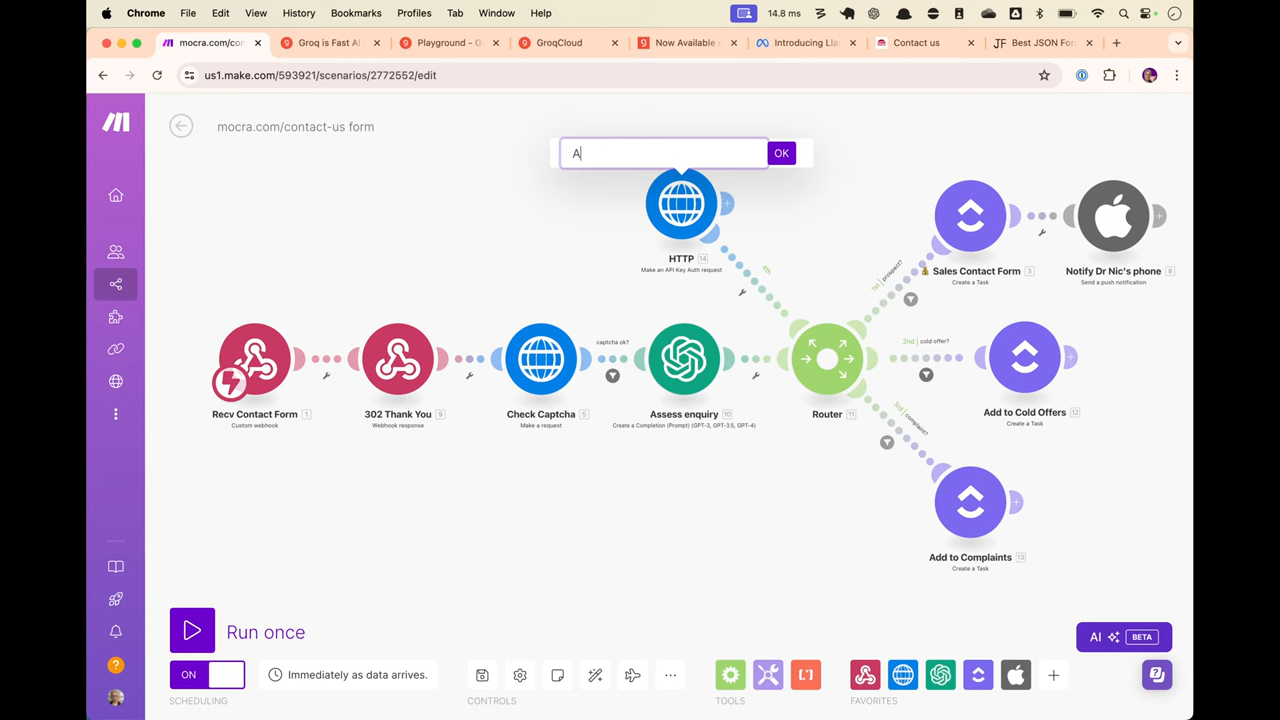 Chrome File Edit View History Bookmarks Profiles Tab Window Help 14.8 ms
mocra.com/con Groq is Fast AI Playground - G GroqCloud Now Available Introducing Lla Contact us Best JSON For
us1.make.com/593921/scenarios/2772552/edit
mocra.com/contact-us form
A OK
HTTP 14
Make an API Key Auth request
4th
1st | prospect?
💰 Sales Contact Form 3
Create a Task
Notify Dr Nic's phone 8
Send a push notification
captcha ok?
2nd | cold offer?
Recv Contact Form 1
Custom webhook
302 Thank You 9
Webhook response
Check Captcha 5
Make a request
Assess enquiry 10
Create a Completion (Prompt) (GPT-3, GPT-3.5, GPT-4)
Router 11
Add to Cold Offers 12
Create a Task
3rd | complaint?
Add to Complaints 13
Create a Task
Run once
AI BETA
ON Immediately as data arrives.
SCHEDULING CONTROLS TOOLS FAVORITES